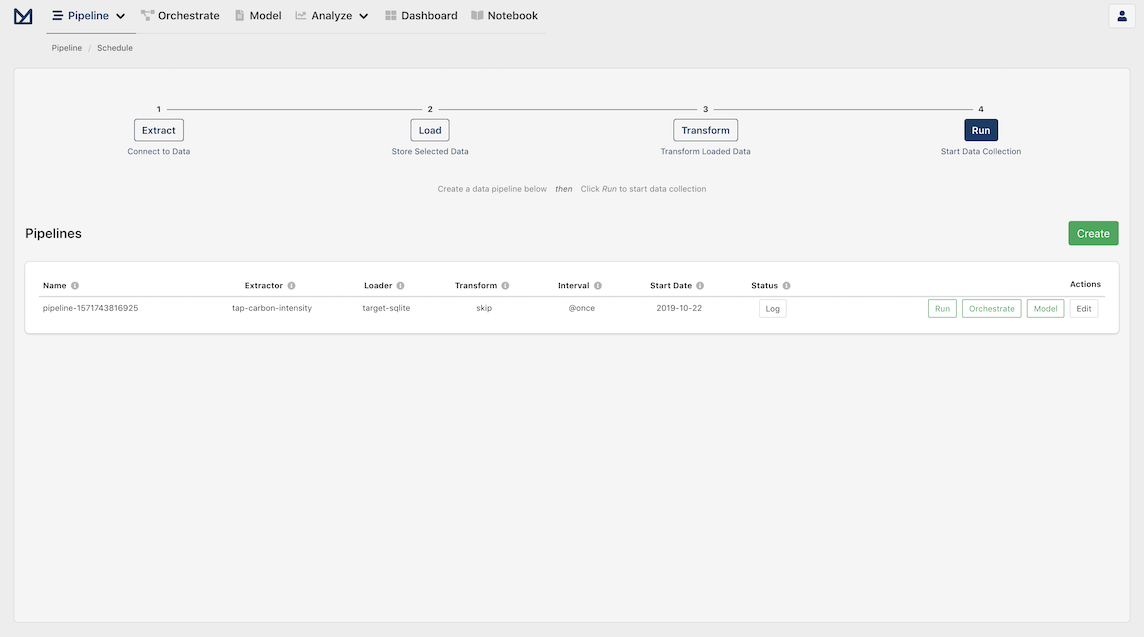 Pipeline Orchestrate Model Analyze Dashboard Notebook
Pipeline / Schedule
1 2 3 4
Extract Load Transform Run
Connect to Data Store Selected Data Transform Loaded Data Start Data Collection
Create a data pipeline below then Click Run to start data collection
Pipelines Create
Name Extractor Loader Transform Interval Start Date Status Actions
pipeline-1571743816925 tap-carbon-intensity target-sqlite skip @once 2019-10-22 Log Run Orchestrate Model Edit